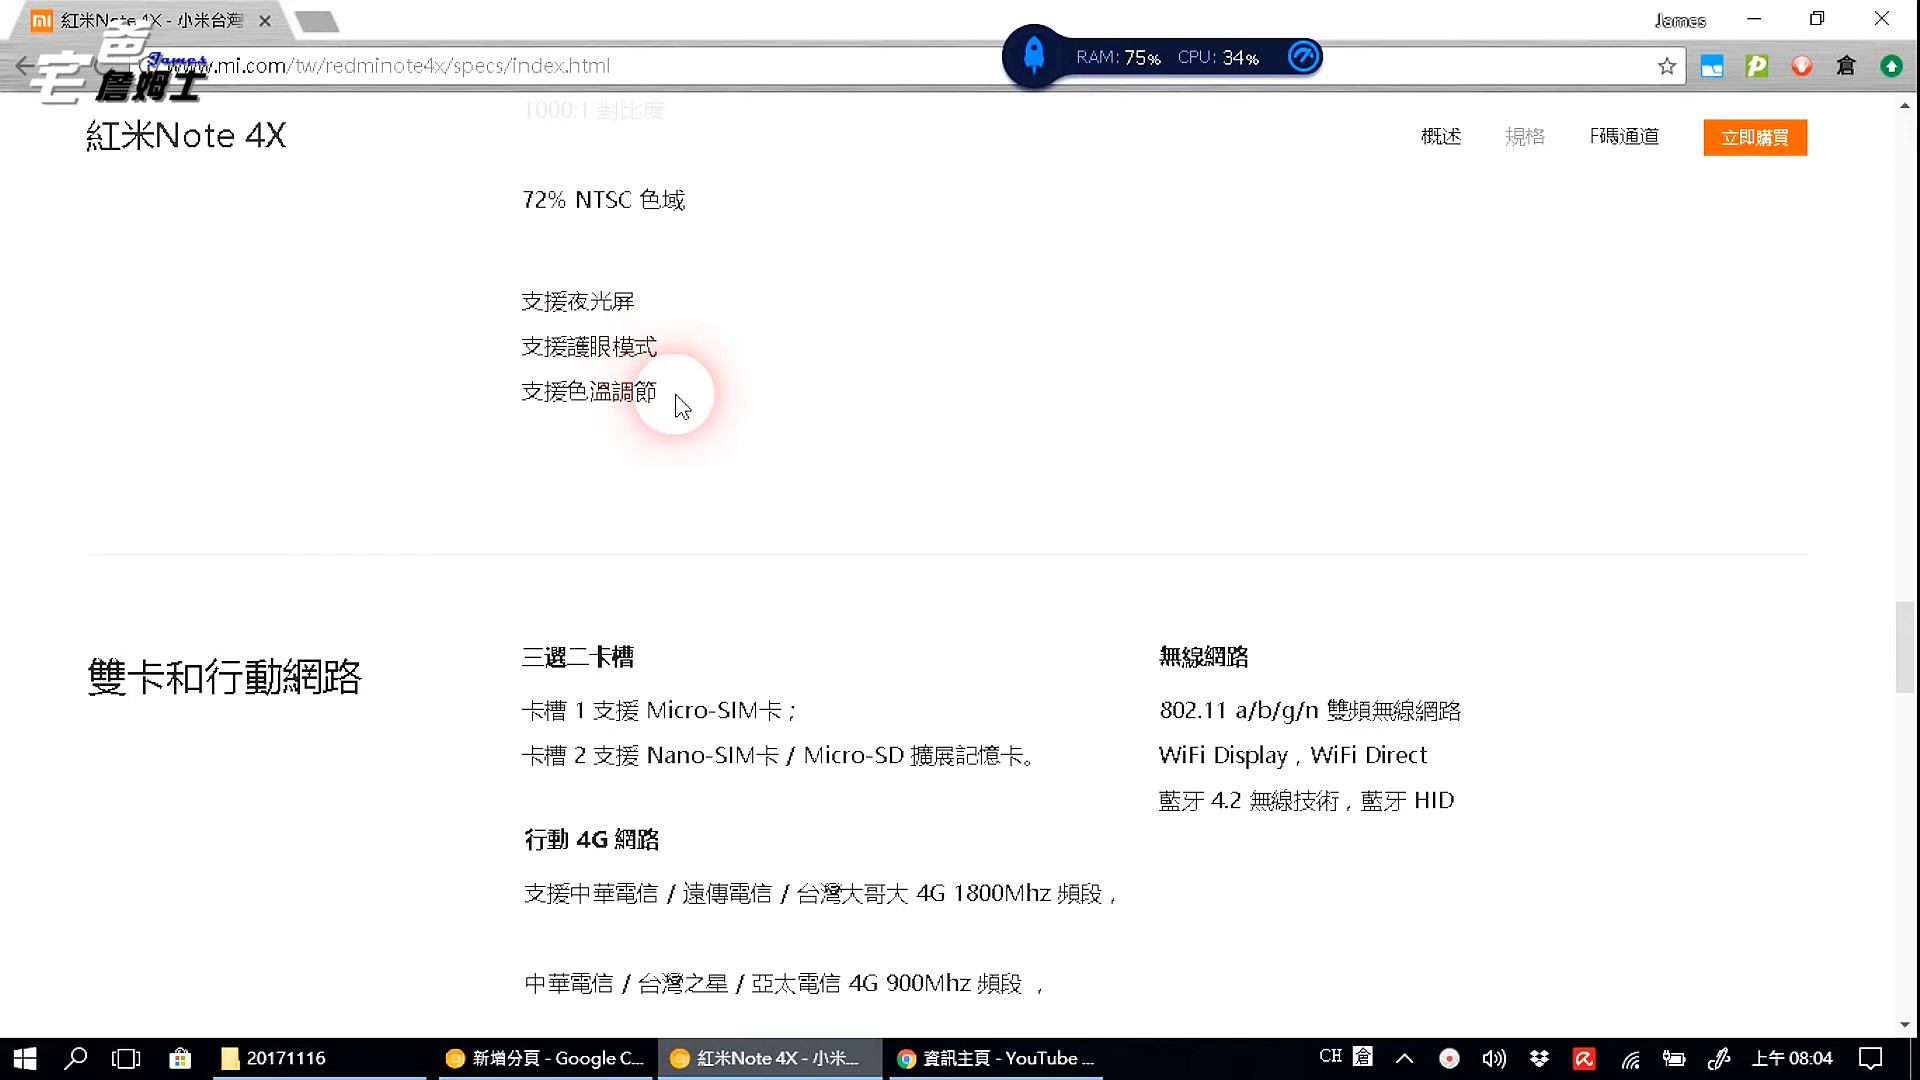 紅米Note 4X - 小米台灣
James
www.mi.com/tw/redminote4x/specs/index.html
RAM: 75% CPU: 34%
倉
宅爸
James
詹姆士
1000:1 對比度
紅米Note 4X
概述
規格
F碼通道
立即購買
72% NTSC 色域
支援夜光屏
支援護眼模式
支援色溫調節
雙卡和行動網路
三選二卡槽
卡槽 1 支援 Micro-SIM卡；
卡槽 2 支援 Nano-SIM卡 / Micro-SD 擴展記憶卡。
行動 4G 網路
支援中華電信 / 遠傳電信 / 台灣大哥大 4G 1800Mhz 頻段，
中華電信 / 台灣之星 / 亞太電信 4G 900Mhz 頻段 ，
無線網路
802.11 a/b/g/n 雙頻無線網路
WiFi Display，WiFi Direct
藍牙 4.2 無線技術，藍牙 HID
20171116
新增分頁 - Google C...
紅米Note 4X - 小米...
資訊主頁 - YouTube ...
CH 倉
上午 08:04